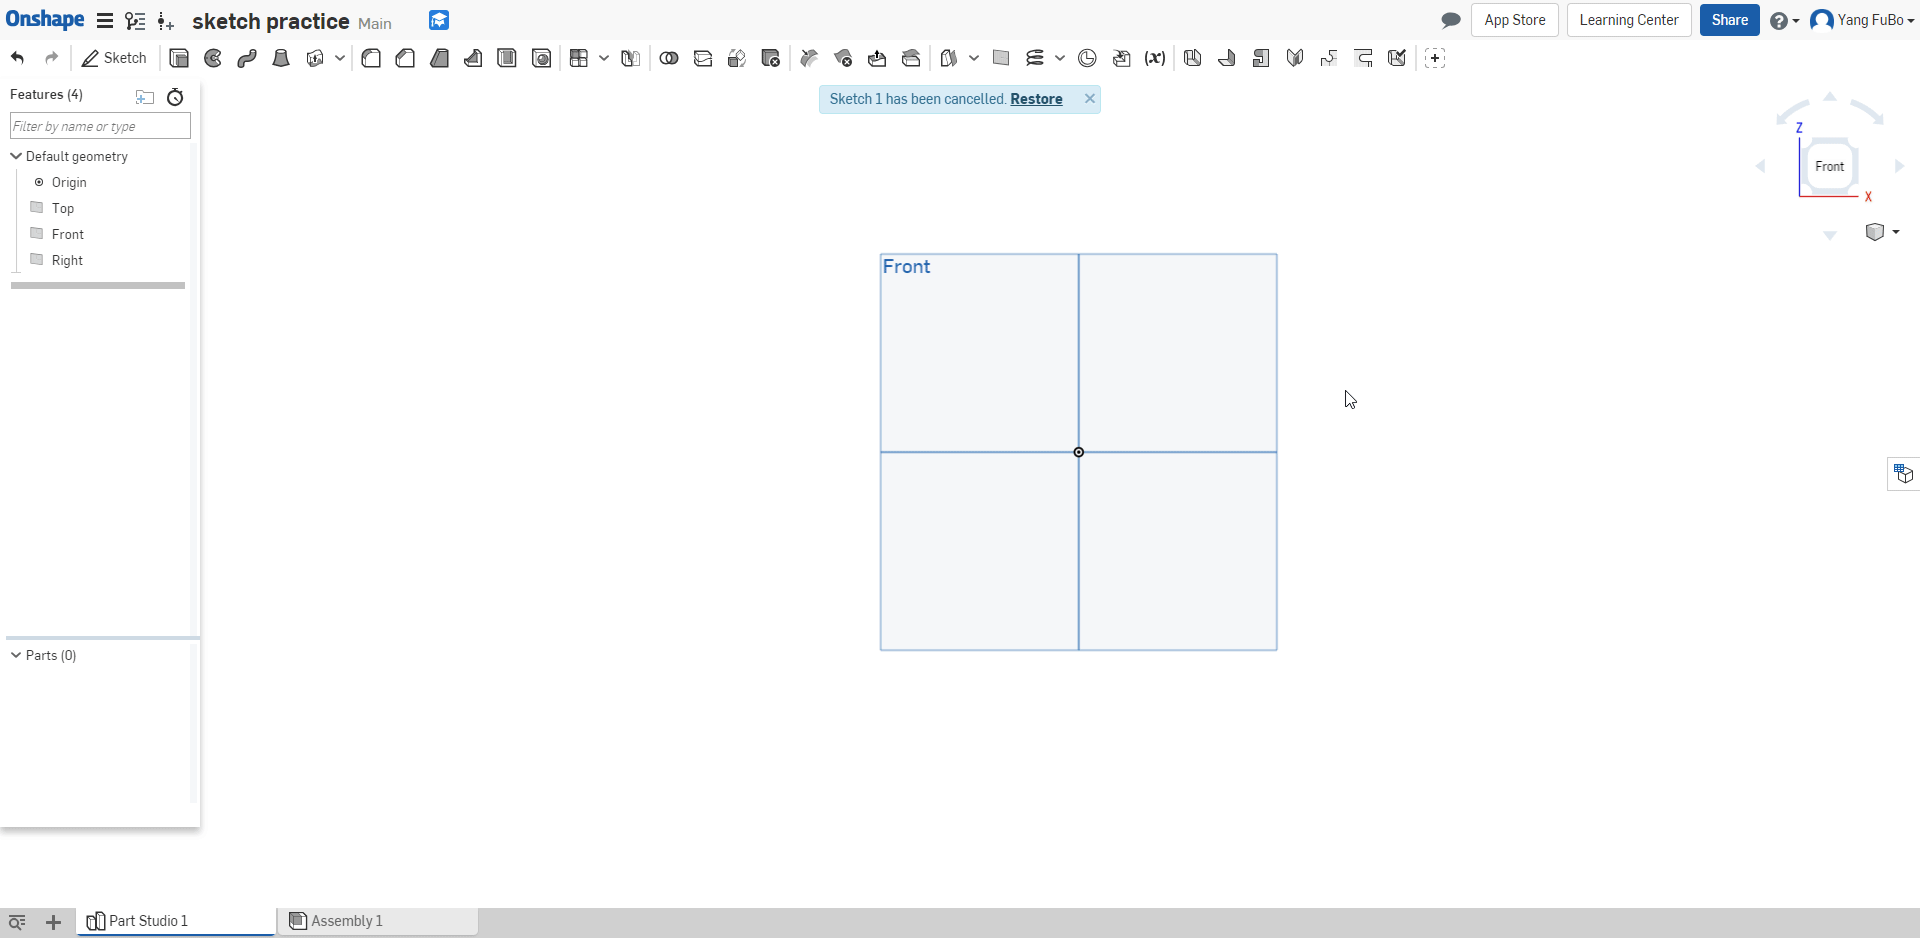 Onshape
sketch practice Main
App Store
Learning Center
Share
Yang FuBo
Sketch
(x)
Features (4)
Filter by name or type
Default geometry
Origin
Top
Front
Right
Parts (0)
Sketch 1 has been cancelled. Restore
Front
Z
Front
X
Part Studio 1
Assembly 1